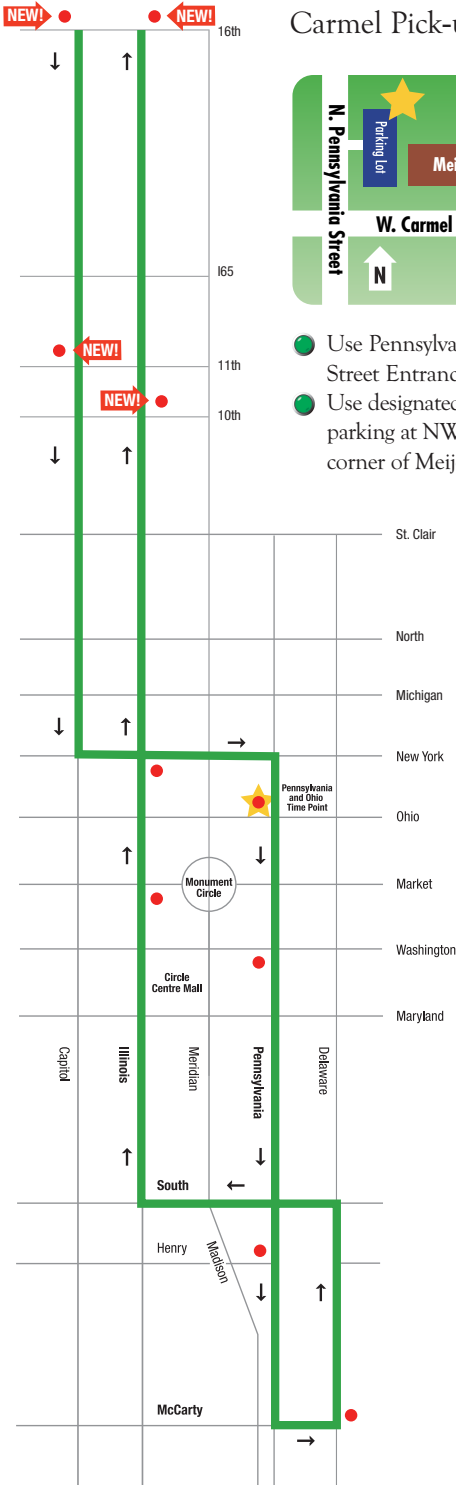 NEW!
NEW!
16th
Carmel Pick-u
N. Pennsylvania Street
Parking Lot
Mei
W. Carmel
N
I65
NEW!
11th
NEW!
10th
Use Pennsylva
Street Entranc
Use designated
parking at NW
corner of Meij
St. Clair
North
Michigan
New York
Pennsylvania
and Ohio
Time Point
Ohio
Monument
Circle
Market
Washington
Circle
Centre Mall
Maryland
Capitol
Illinois
Meridian
Pennsylvania
Delaware
South
Henry
Madison
McCarty